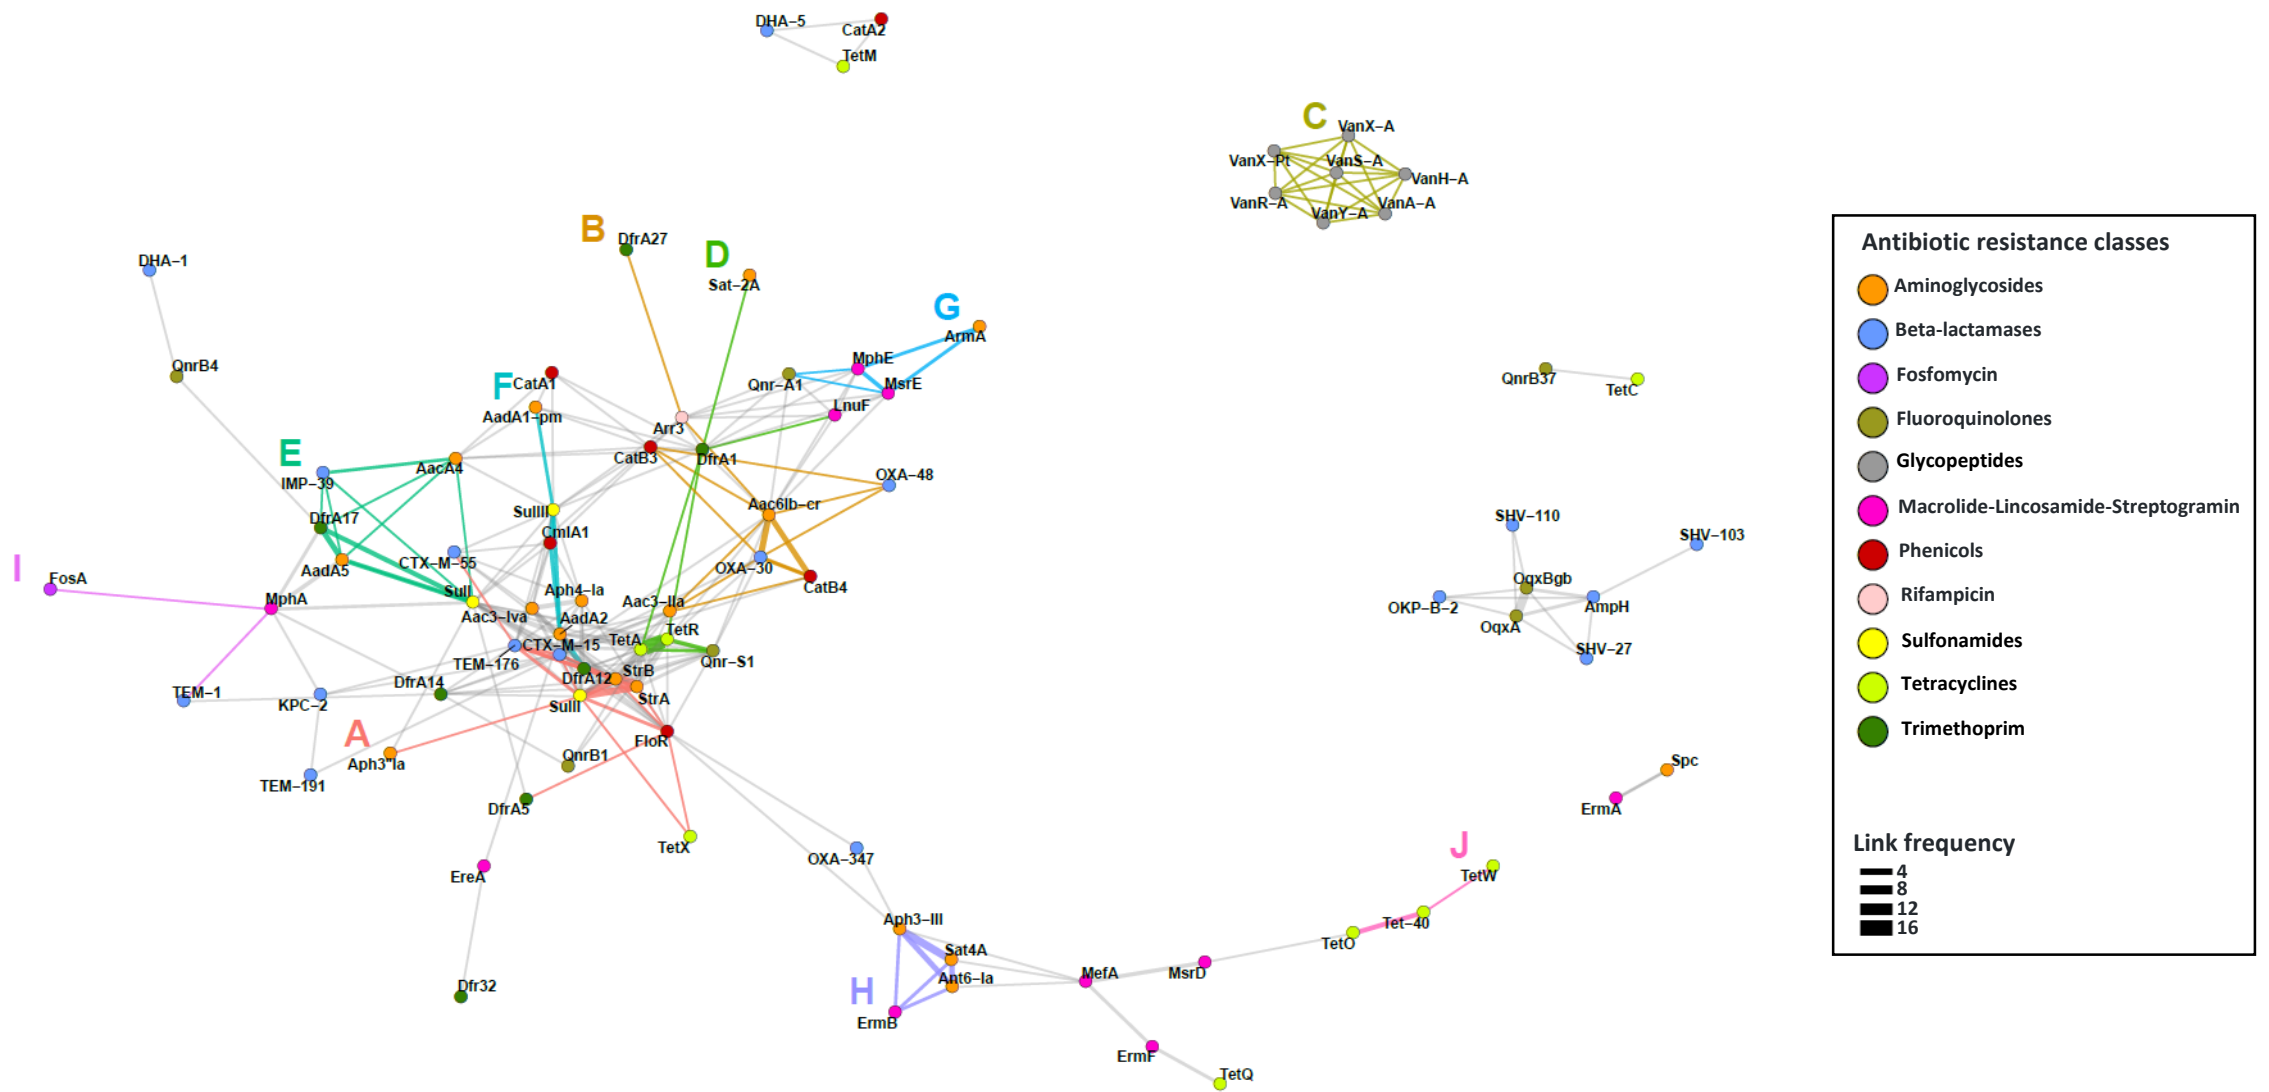 DHA−5
CatA2
TetM
C
VanX−A
VanX−Pt
VanS−A
VanH−A
VanR−A
VanY−A
VanA−A
B
DfrA27
D
Sat−2A
DHA−1
G
ArmA
QnrB4
MphE
Qnr−A1
MsrE
LnuF
F
CatA1
AadA1−pm
Arr3
CatB3
DfrA1
E
AacA4
IMP−39
OXA−48
Aac6Ib−cr
SulIII
DfrA17
CmlA1
CTX−M−55
OXA−30
CatB4
AadA5
I
FosA
MphA
SulI
Aph4−Ia
Aac3−IIa
Aac3−Iva
AadA2
TetA
TetR
CTX−M−15
TEM−176
Qnr−S1
StrB
DfrA12
StrA
DfrA14
SulII
TEM−1
KPC−2
A
Aph3"Ia
FloR
QnrB1
TEM−191
DfrA5
TetX
EreA
Dfr32
OXA−347
Aph3−III
Sat4A
Ant6−Ia
H
ErmB
MefA
MsrD
ErmF
TetQ
TetO
Tet−40
J
TetW
QnrB37
TetC
SHV−110
SHV−103
OqxBgb
OKP−B−2
AmpH
OqxA
SHV−27
Spc
ErmA
Antibiotic resistance classes
Aminoglycosides
Beta-lactamases
Fosfomycin
Fluoroquinolones
Glycopeptides
Macrolide-Lincosamide-Streptogramin
Phenicols
Rifampicin
Sulfonamides
Tetracyclines
Trimethoprim
Link frequency
4
8
12
16